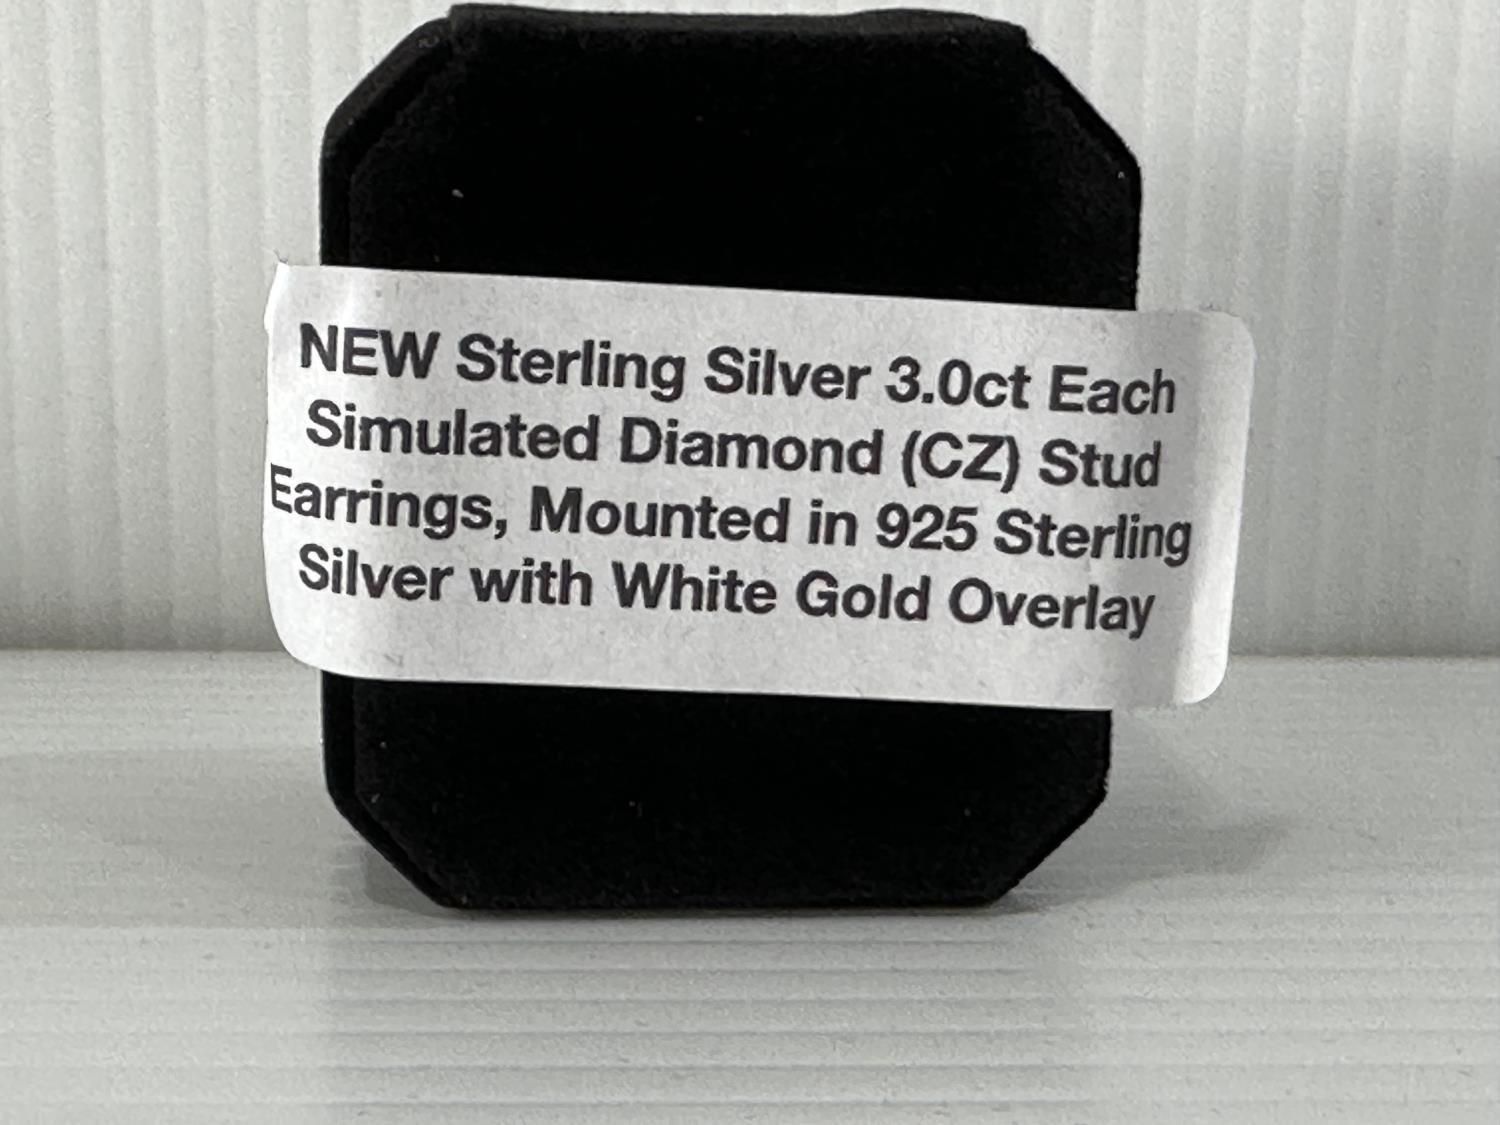 NEW Sterling Silver 3.0ct Each
Simulated Diamond (CZ) Stud
Earrings, Mounted in 925 Sterling
Silver with White Gold Overlay